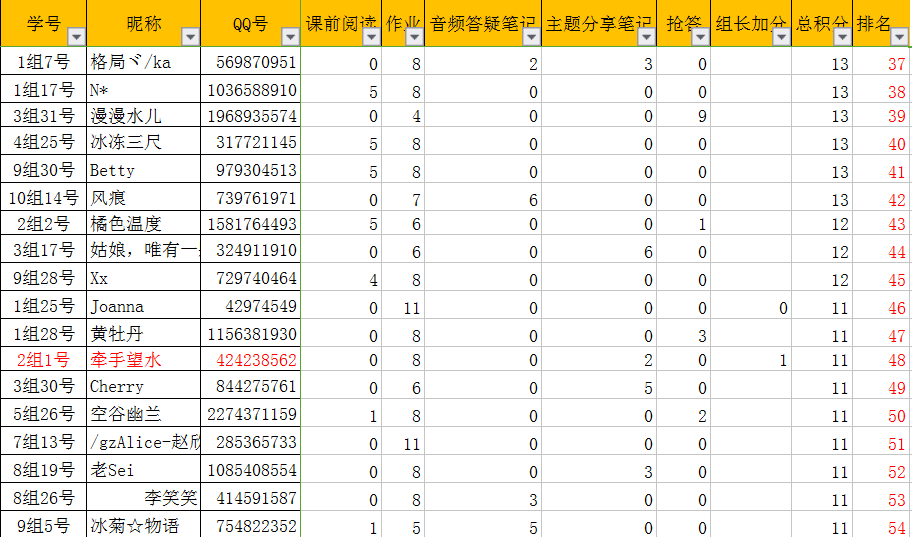 学号 昵称 QQ号 课前阅读 作业 音频答疑笔记 主题分享笔记 抢答 组长加分 总积分 排名
1组7号 格局ヾ/ka 569870951 0 8 2 3 0 13 37
1组17号 N* 1036588910 5 8 0 0 0 13 38
3组31号 漫漫水儿 1968935574 0 4 0 0 9 13 39
4组25号 冰冻三尺 317721145 5 8 0 0 0 13 40
9组30号 Betty 979304513 5 8 0 0 0 13 41
10组14号 风痕 739761971 0 7 6 0 0 13 42
2组2号 橘色温度 1581764493 5 6 0 0 1 12 43
3组17号 姑娘，唯有一 324911910 0 6 0 6 0 12 44
9组28号 Xx 729740464 4 8 0 0 0 12 45
1组25号 Joanna 42974549 0 11 0 0 0 0 11 46
1组28号 黄牡丹 1156381930 0 8 0 0 3 11 47
2组1号 牵手望水 424238562 0 8 0 2 0 1 11 48
3组30号 Cherry 844275761 0 6 0 5 0 11 49
5组26号 空谷幽兰 2274371159 1 8 0 0 2 11 50
7组13号 /gzAlice-赵欣 285365733 0 11 0 0 0 11 51
8组19号 老Sei 1085408554 0 8 0 3 0 11 52
8组26号 李笑笑 414591587 0 8 3 0 0 11 53
9组5号 冰菊☆物语 754822352 1 5 5 0 0 11 54